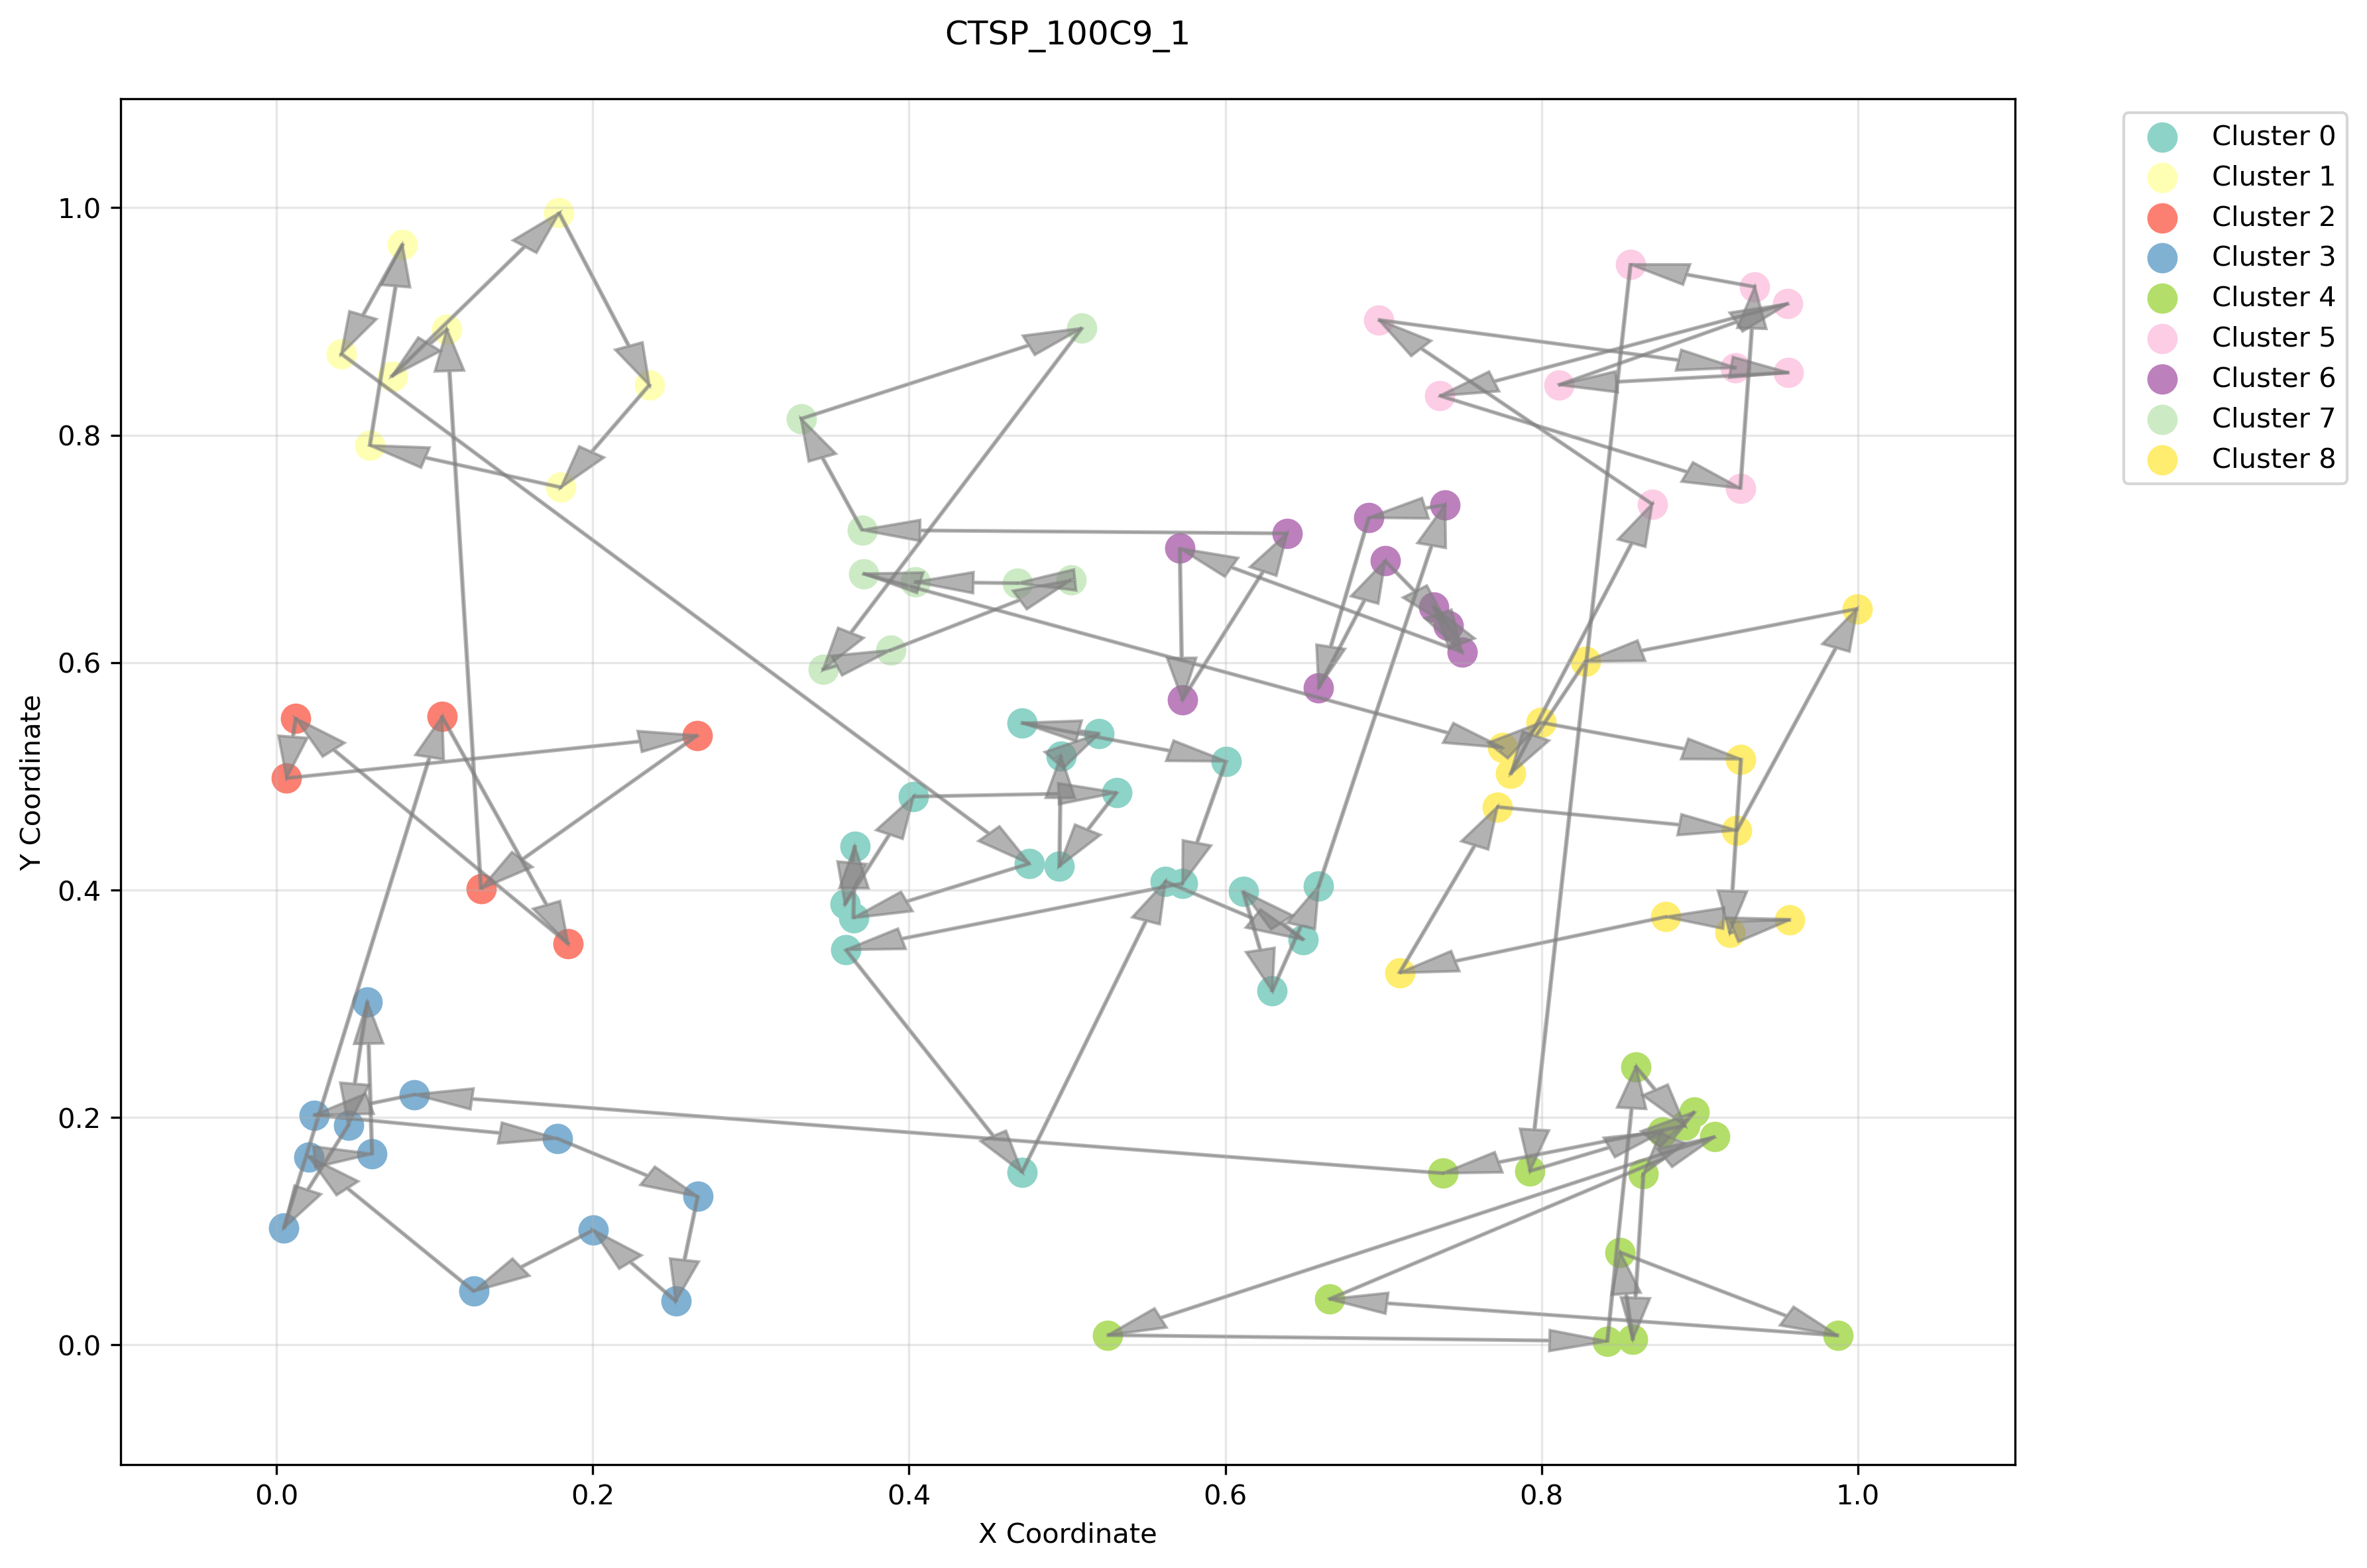 CTSP_100C9_1
Cluster 0
Cluster 1
Cluster 2
Cluster 3
Cluster 4
Cluster 5
Cluster 6
Cluster 7
Cluster 8
Y Coordinate
1.0
0.8
0.6
0.4
0.2
0.0
0.0 0.2 0.4 0.6 0.8 1.0
X Coordinate